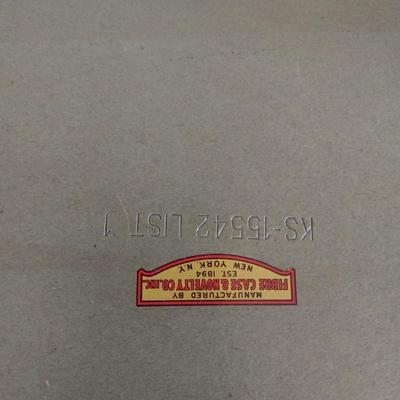 MANUFACTURED BY
FIBRE CASE & NOVELTY CO., INC.
EST. 1894
NEW YORK, N.Y.
KS-15542 LIST 1